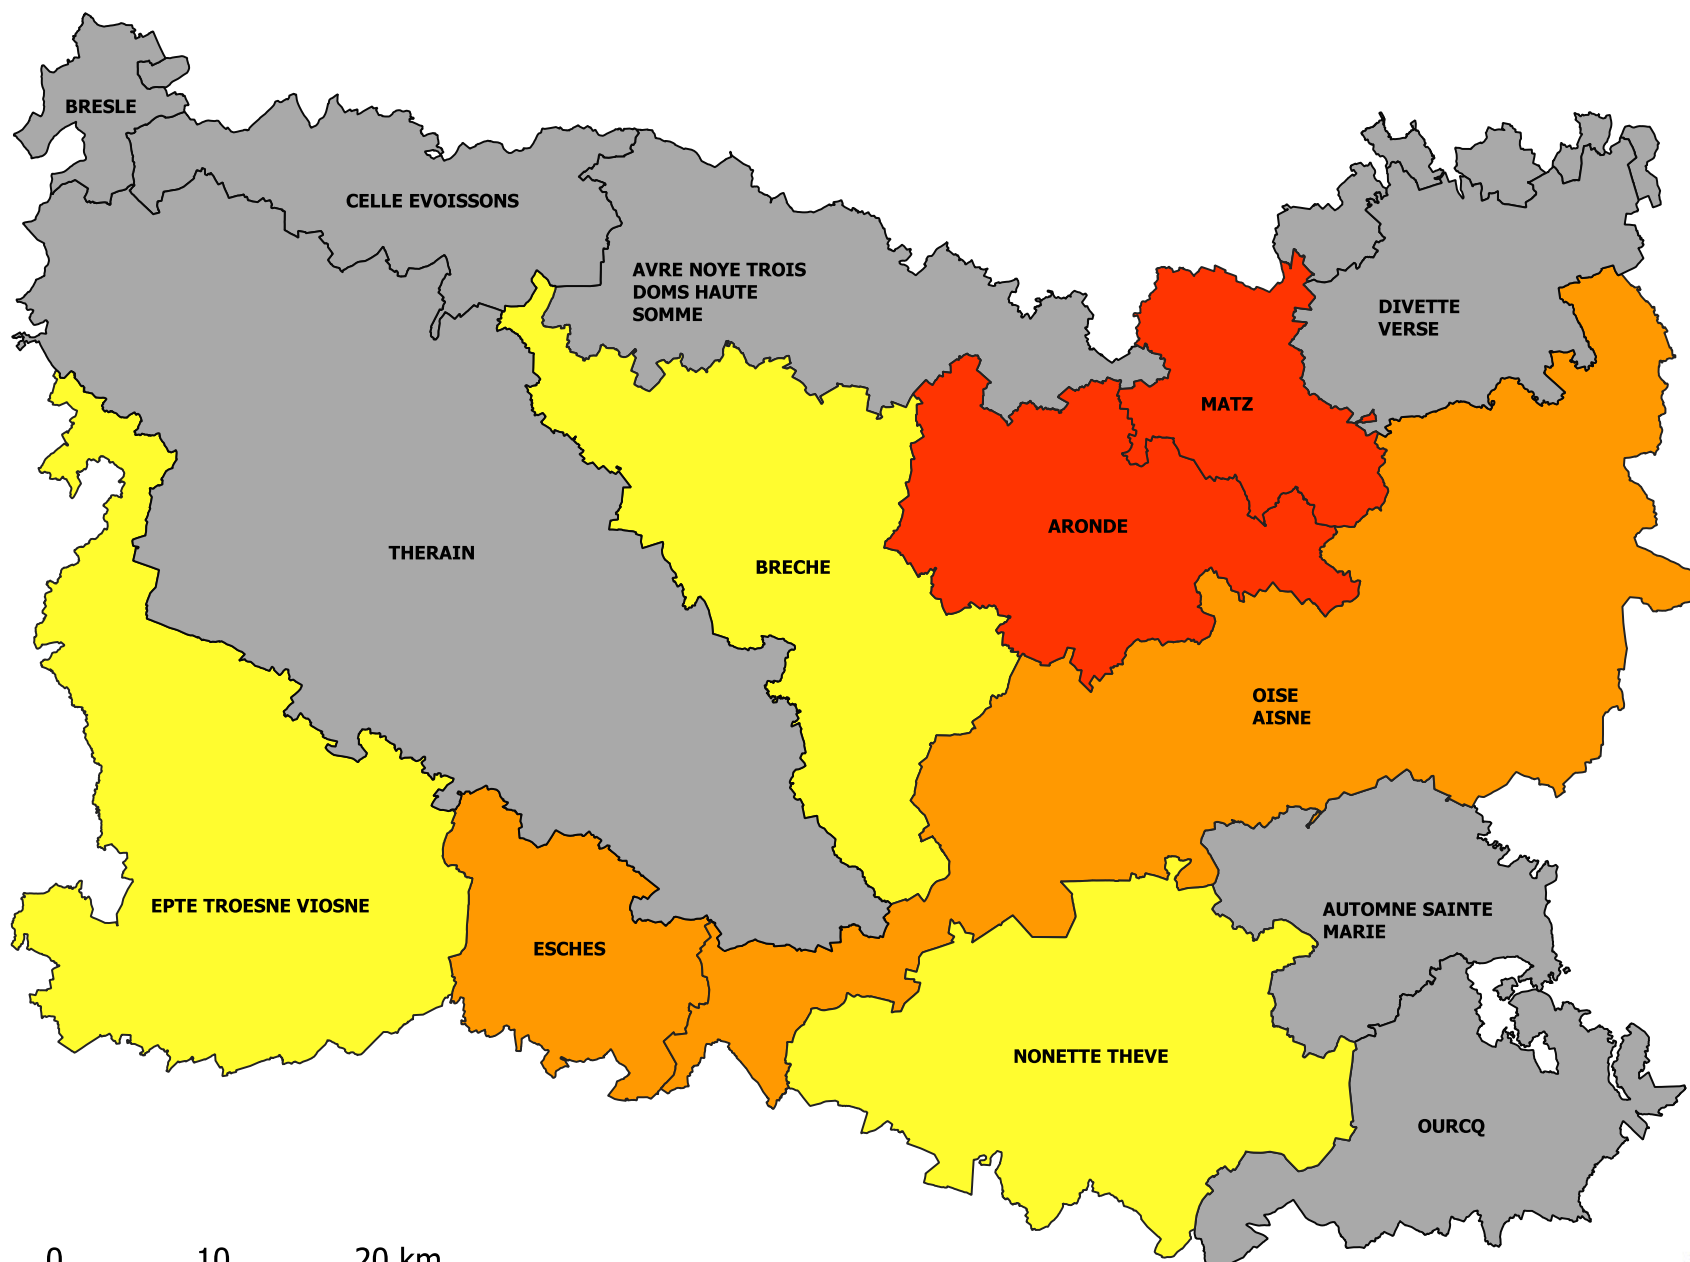 BRESLE
CELLE EVOISSONS
AVRE NOYE TROIS
DOMS HAUTE
SOMME
DIVETTE
VERSE
MATZ
ARONDE
THERAIN
BRECHE
OISE
AISNE
EPTE TROESNE VIOSNE
ESCHES
AUTOMNE SAINTE
MARIE
NONETTE THEVE
OURCQ
0 10 20 km